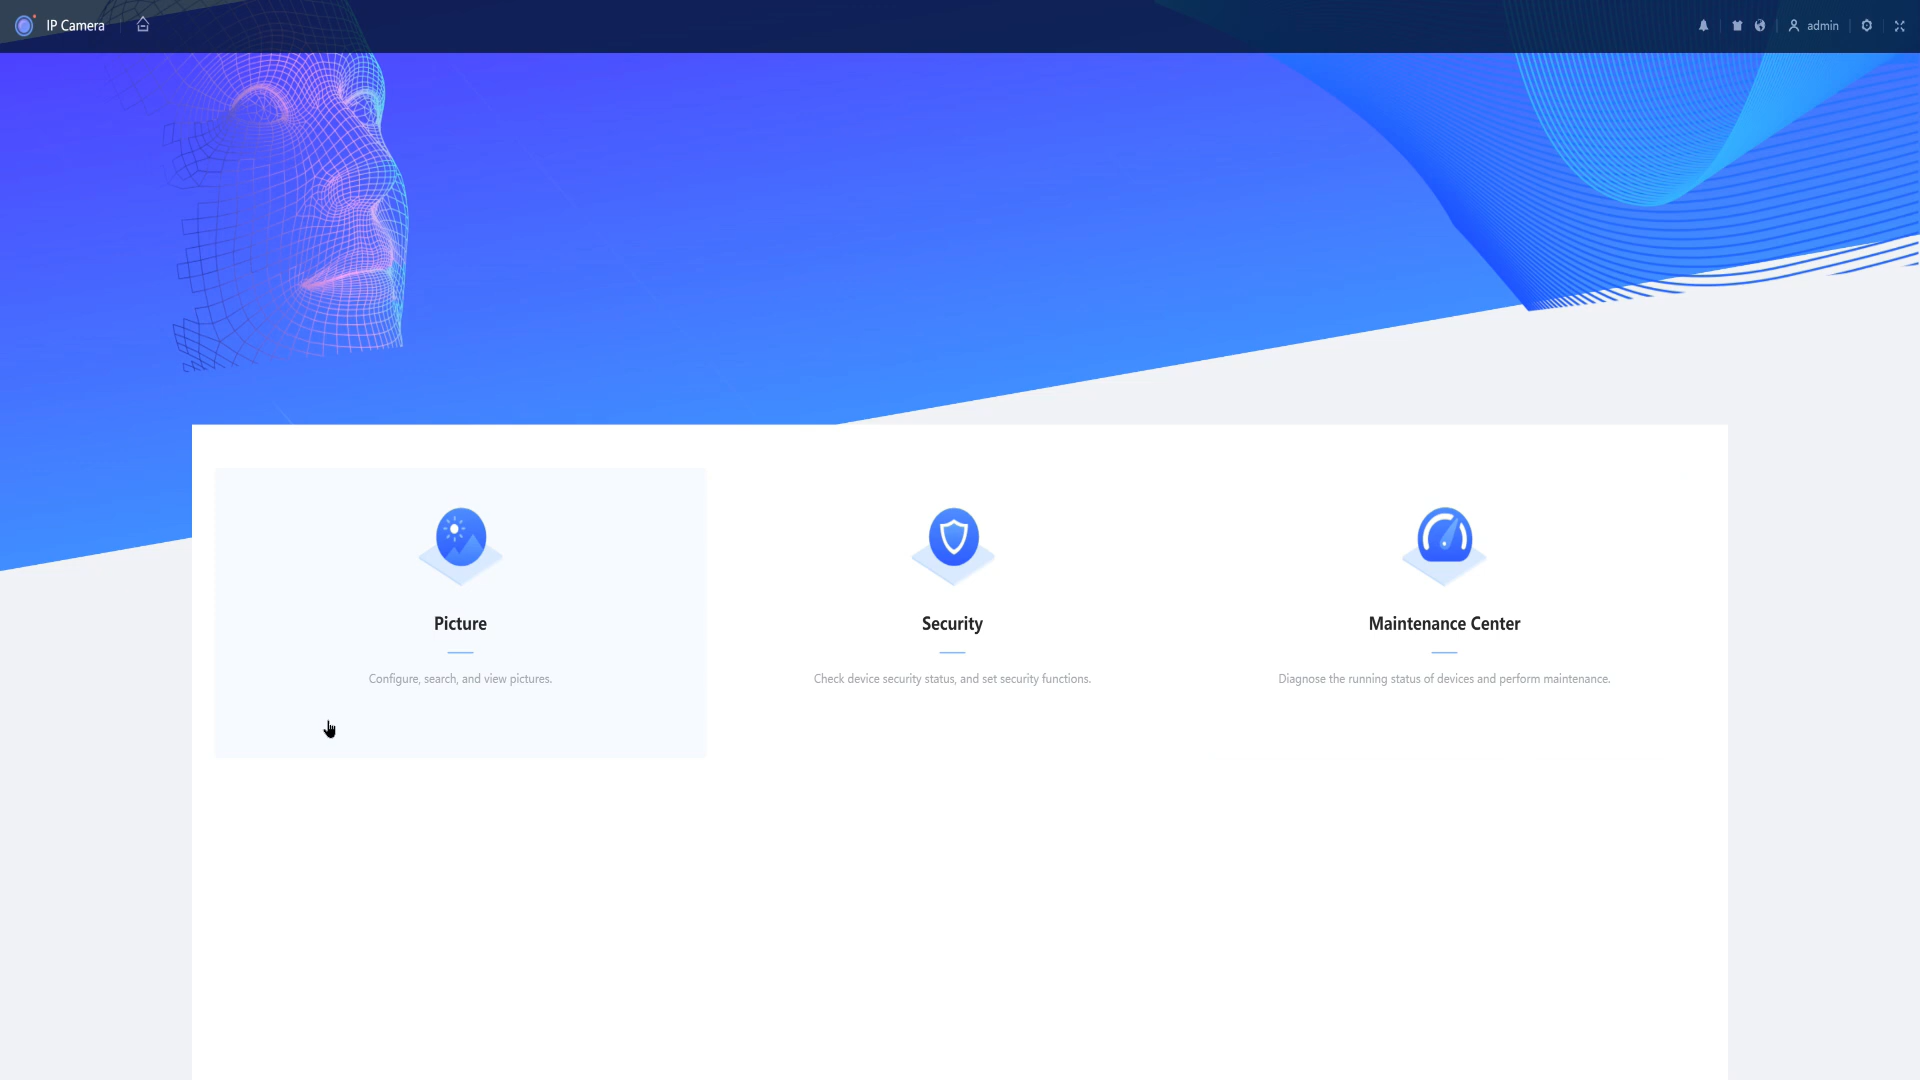 IP Camera
admin
Picture
Configure, search, and view pictures.
Security
Check device security status, and set security functions.
Maintenance Center
Diagnose the running status of devices and perform maintenance.